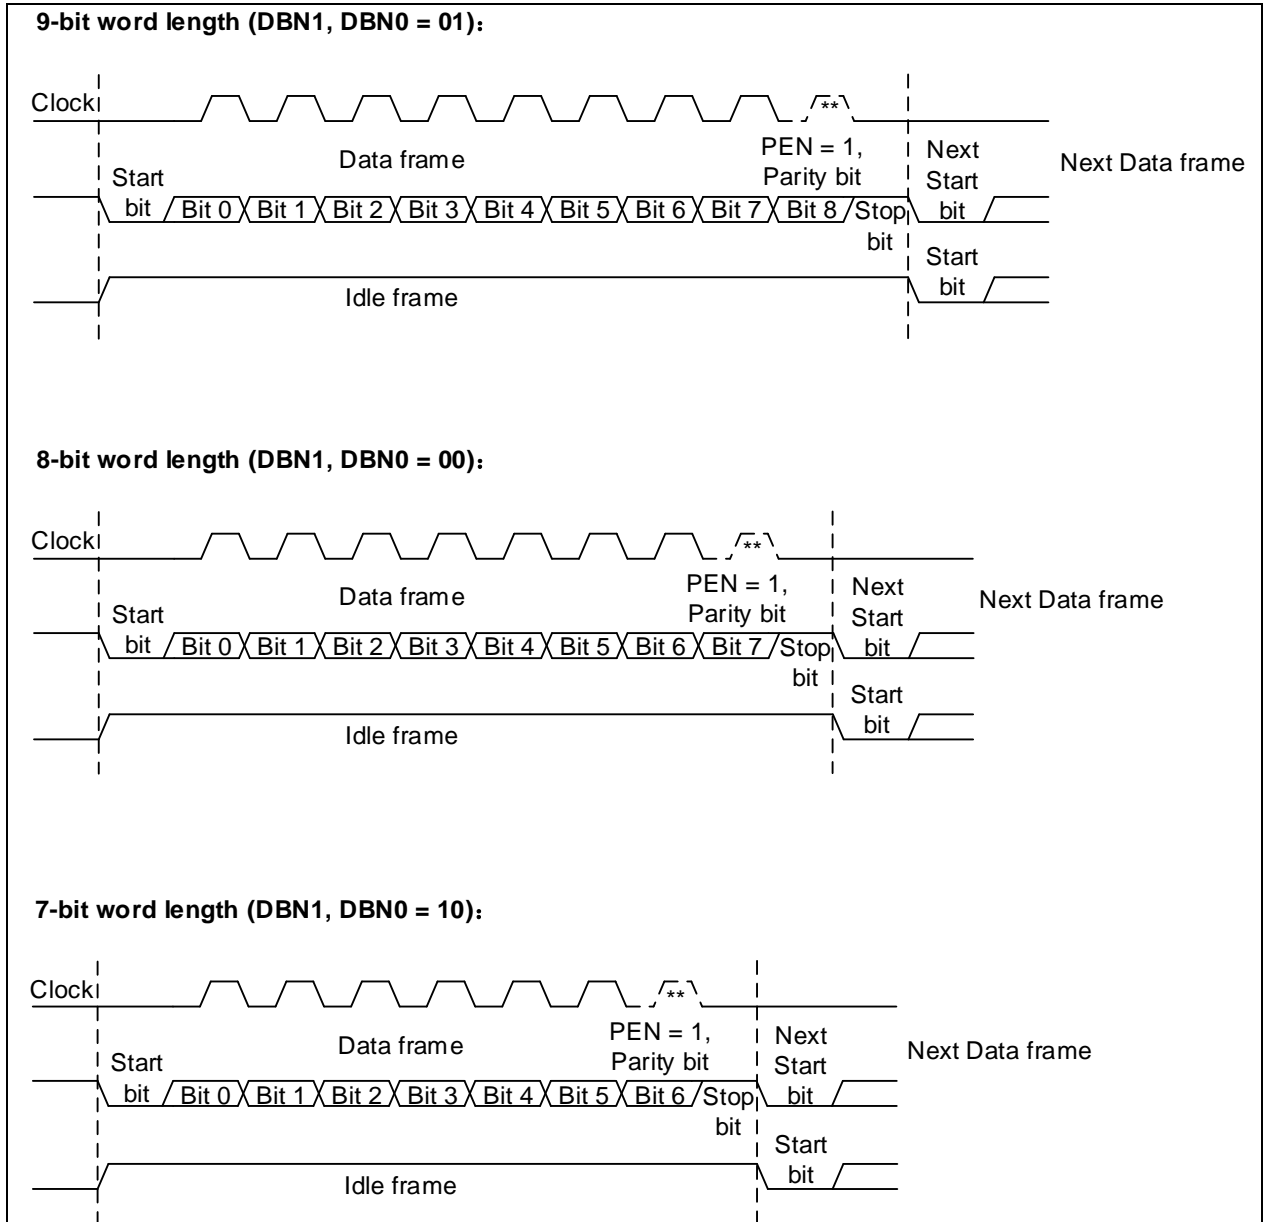 9-bit word length (DBN1, DBN0 = 01)：
Clock
**
Data frame
PEN = 1,
Parity bit
Next
Start
bit
Next Data frame
Start
bit
Bit 0
Bit 1
Bit 2
Bit 3
Bit 4
Bit 5
Bit 6
Bit 7
Bit 8
Stop
bit
Start
bit
Idle frame
8-bit word length (DBN1, DBN0 = 00)：
Clock
**
Data frame
PEN = 1,
Parity bit
Next
Start
bit
Next Data frame
Start
bit
Bit 0
Bit 1
Bit 2
Bit 3
Bit 4
Bit 5
Bit 6
Bit 7
Stop
bit
Start
bit
Idle frame
7-bit word length (DBN1, DBN0 = 10)：
Clock
**
Data frame
PEN = 1,
Parity bit
Next
Start
bit
Next Data frame
Start
bit
Bit 0
Bit 1
Bit 2
Bit 3
Bit 4
Bit 5
Bit 6
Stop
bit
Start
bit
Idle frame